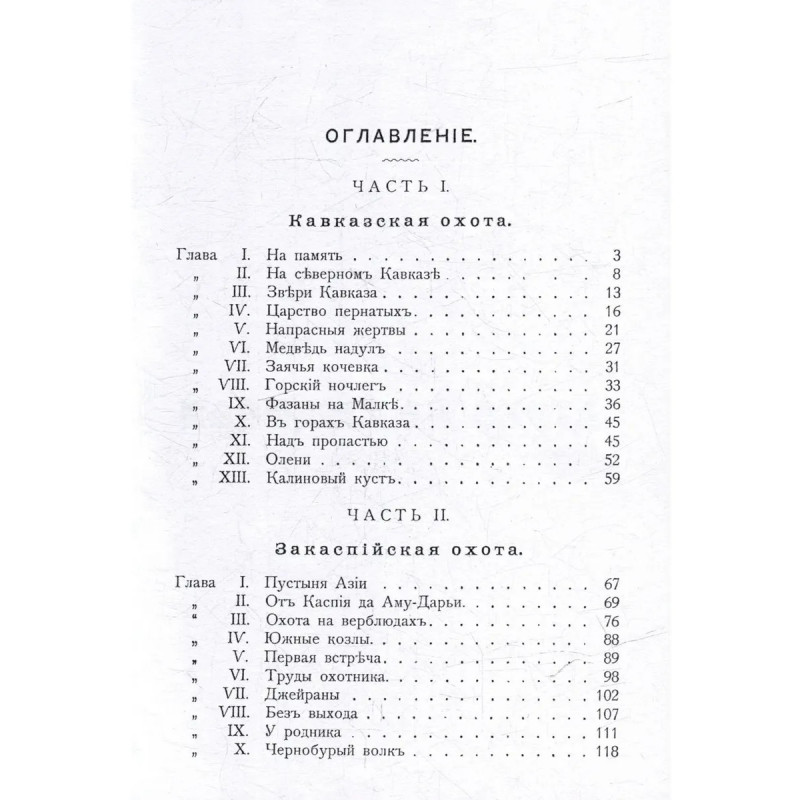 ОГЛАВЛЕНІЕ.
ЧАСТЬ I.
Кавказская охота.
Глава I. На память . . . . . . . . . . . . . 3
„ II. На сѣверномъ Кавказѣ . . . . . . . . . 8
„ III. Звѣри Кавказа . . . . . . . . . . . . 13
„ IV. Царство пернатыхъ . . . . . . . . . . 16
„ V. Напрасныя жертвы . . . . . . . . . . 21
„ VI. Медвѣдь надулъ . . . . . . . . . . . 27
„ VII. Заячья кочевка . . . . . . . . . . . . 31
„ VIII. Горскій ночлегъ . . . . . . . . . . . 33
„ IX. Фазаны на Малкѣ . . . . . . . . . . . 36
„ X. Въ горахъ Кавказа . . . . . . . . . . 45
„ XI. Надъ пропастью . . . . . . . . . . . 45
„ XII. Олени . . . . . . . . . . . . . 52
„ XIII. Калиновый кустъ . . . . . . . . . . . 59
ЧАСТЬ II.
Закаспійская охота.
Глава I. Пустыня Азіи . . . . . . . . . . . 67
„ II. Отъ Каспія да Аму-Дарьи . . . . . . . . 69
“ III. Охота на верблюдахъ . . . . . . . . . . 76
„ IV. Южные козлы . . . . . . . . . . . . 88
„ V. Первая встрѣча . . . . . . . . . . . . 89
„ VI. Труды охотника . . . . . . . . . . . . 98
„ VII. Джейраны . . . . . . . . . . . . . 102
„ VIII. Безъ выхода . . . . . . . . . . . . 107
„ IX. У родника . . . . . . . . . . . . . 111
„ X. Чернобурый волкъ . . . . . . . . . . . 118